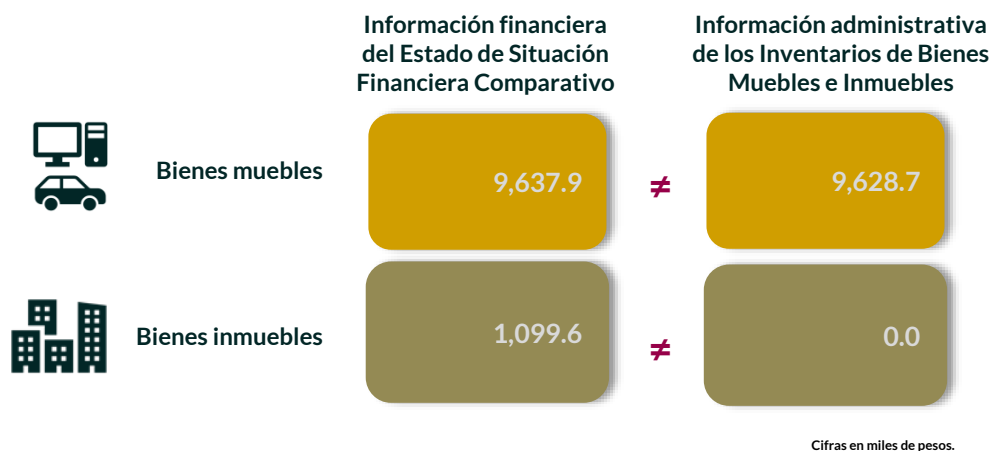 Información financiera
del Estado de Situación
Financiera Comparativo
Información administrativa
de los Inventarios de Bienes
Muebles e Inmuebles
Bienes muebles
9,637.9
≠
9,628.7
Bienes inmuebles
1,099.6
≠
0.0
Cifras en miles de pesos.